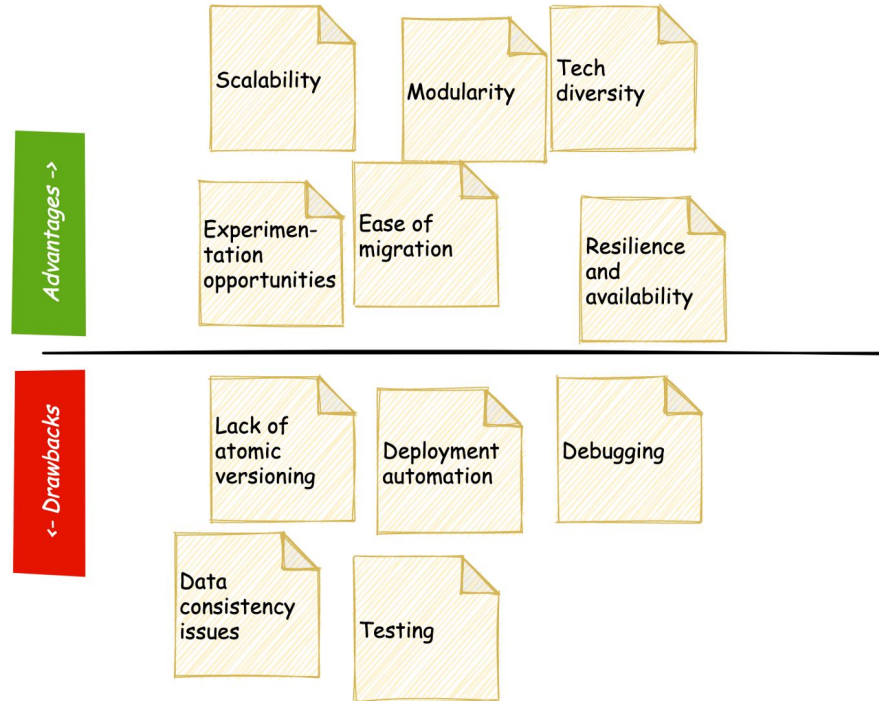 Scalability
Modularity
Tech
diversity
Advantages ->
Experimen-
tation
opportunities
Ease of
migration
Resilience
and
availability
<- Drawbacks
Lack of
atomic
versioning
Deployment
automation
Debugging
Data
consistency
issues
Testing